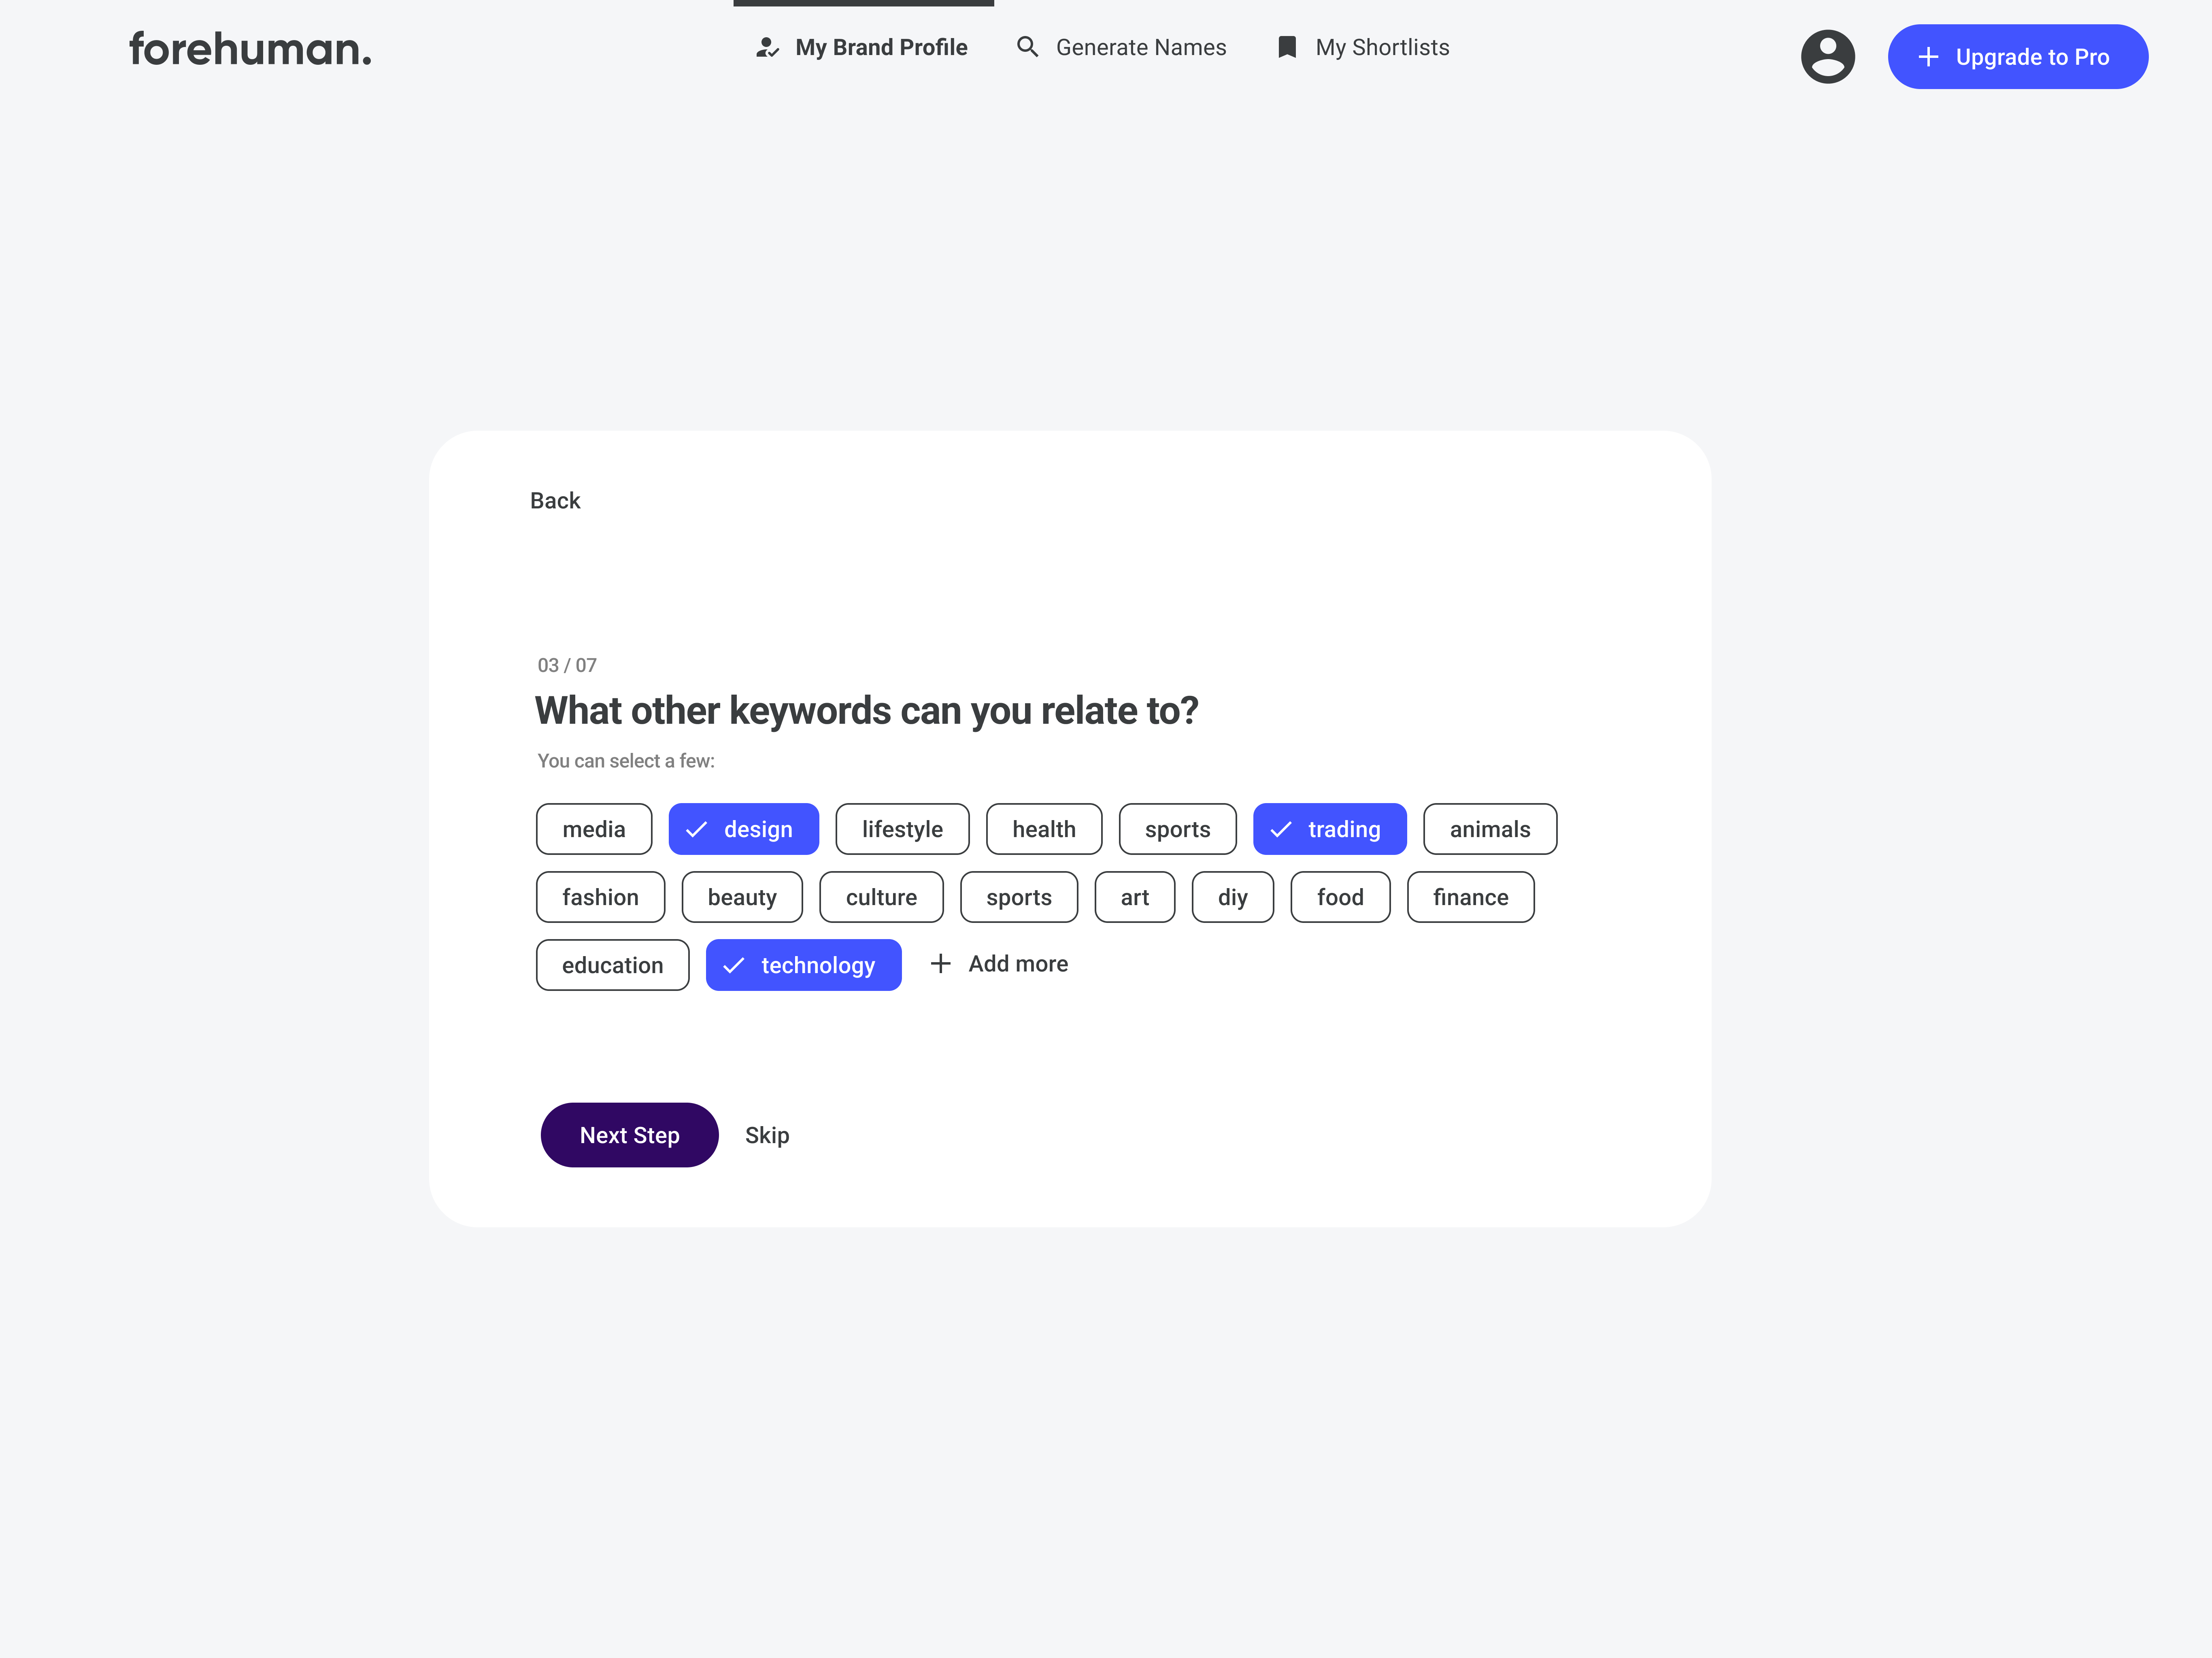 forehuman.
My Brand Profile
Generate Names
My Shortlists
Upgrade to Pro
Back
03 / 07
What other keywords can you relate to?
You can select a few:
media design lifestyle health sports trading animals
fashion beauty culture sports art diy food finance
education technology Add more
Next Step Skip